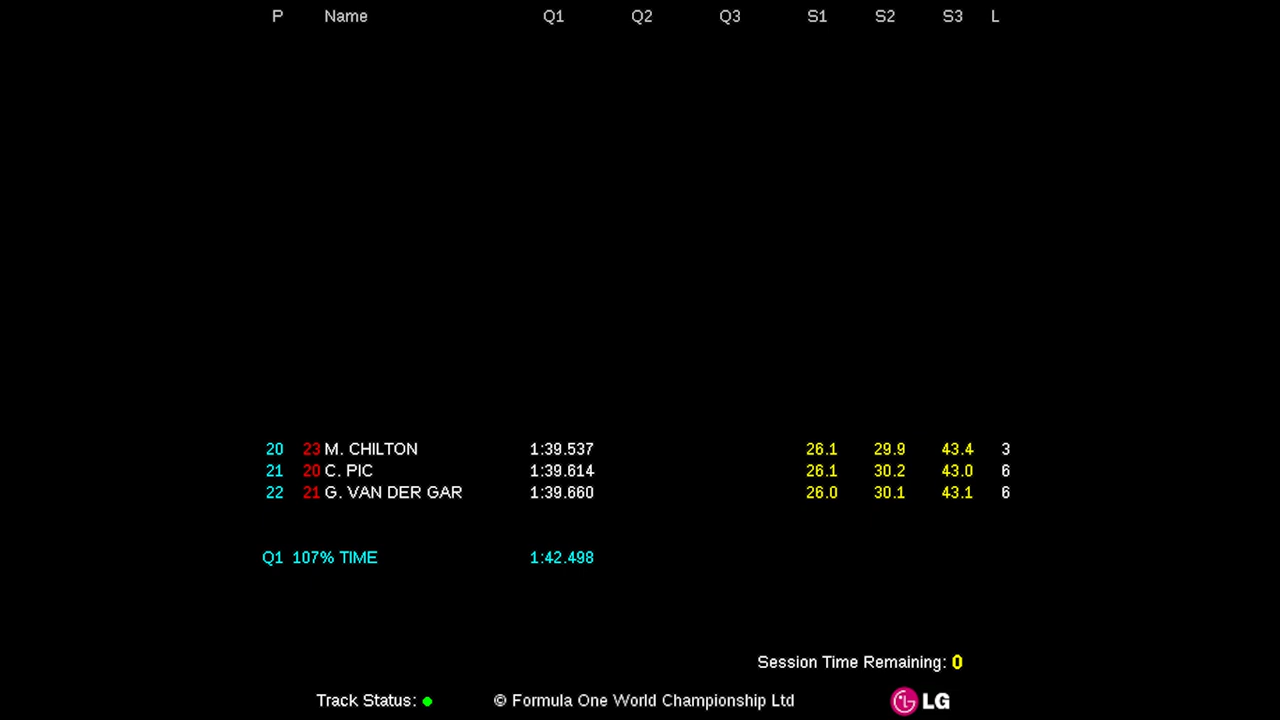 P Name Q1 Q2 Q3 S1 S2 S3 L
20 23 M. CHILTON 1:39.537 26.1 29.9 43.4 3
21 20 C. PIC 1:39.614 26.1 30.2 43.0 6
22 21 G. VAN DER GAR 1:39.660 26.0 30.1 43.1 6
Q1 107% TIME 1:42.498
Session Time Remaining: 0
Track Status: © Formula One World Championship Ltd LG